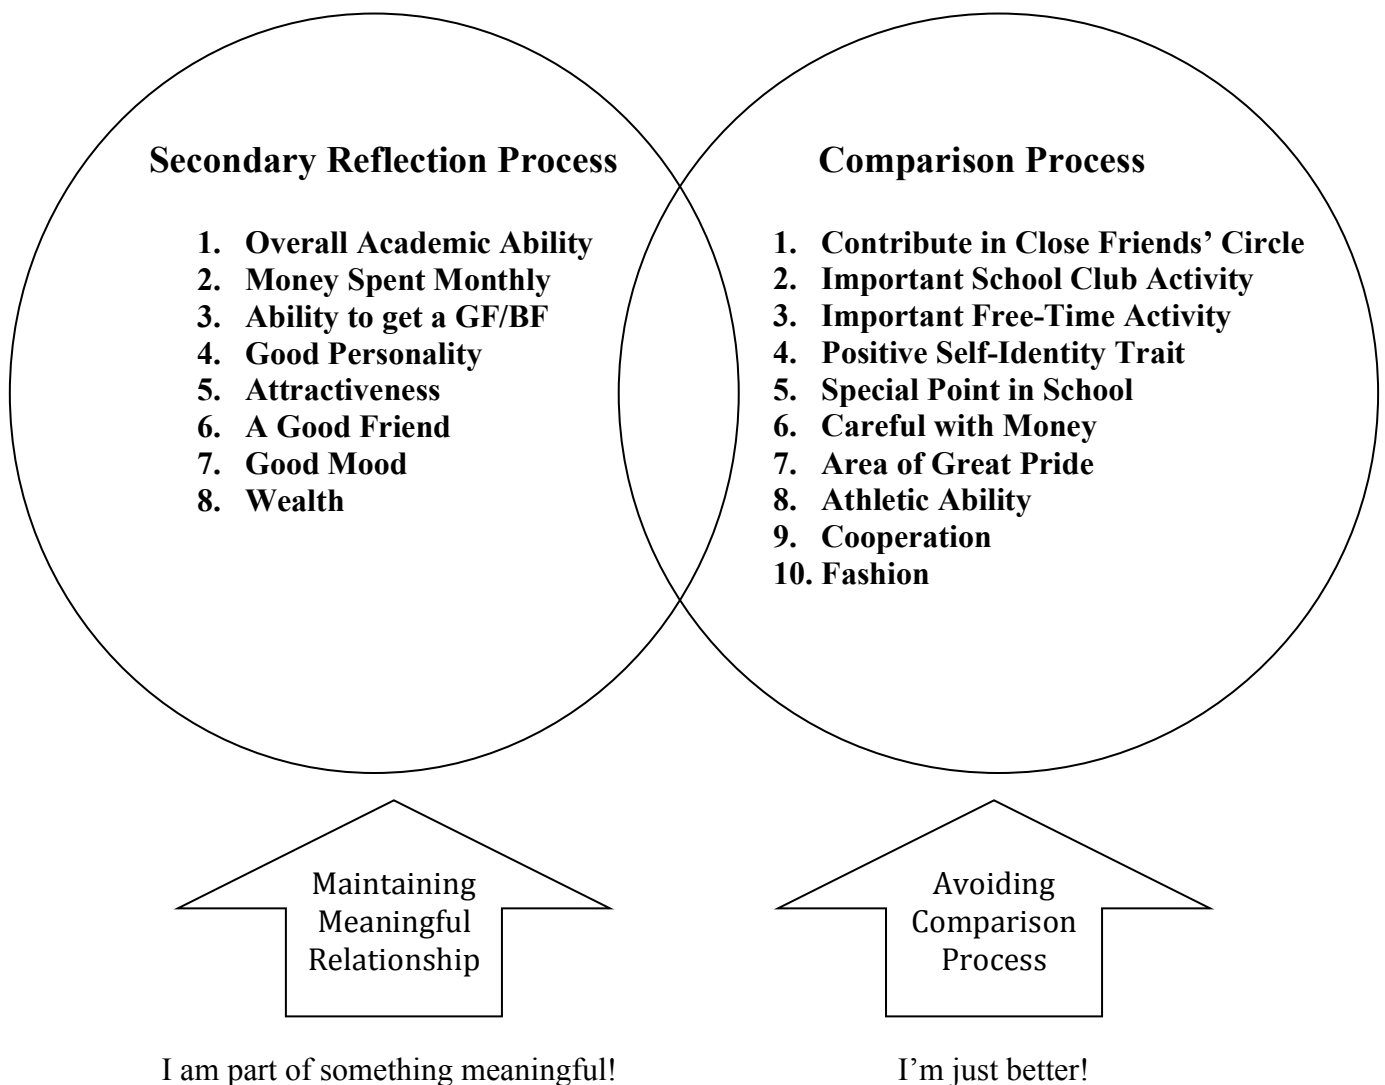 Secondary Reflection Process
1. Overall Academic Ability
2. Money Spent Monthly
3. Ability to get a GF/BF
4. Good Personality
5. Attractiveness
6. A Good Friend
7. Good Mood
8. Wealth
Comparison Process
1. Contribute in Close Friends’ Circle
2. Important School Club Activity
3. Important Free-Time Activity
4. Positive Self-Identity Trait
5. Special Point in School
6. Careful with Money
7. Area of Great Pride
8. Athletic Ability
9. Cooperation
10. Fashion
Maintaining
Meaningful
Relationship
Avoiding
Comparison
Process
I am part of something meaningful!
I’m just better!